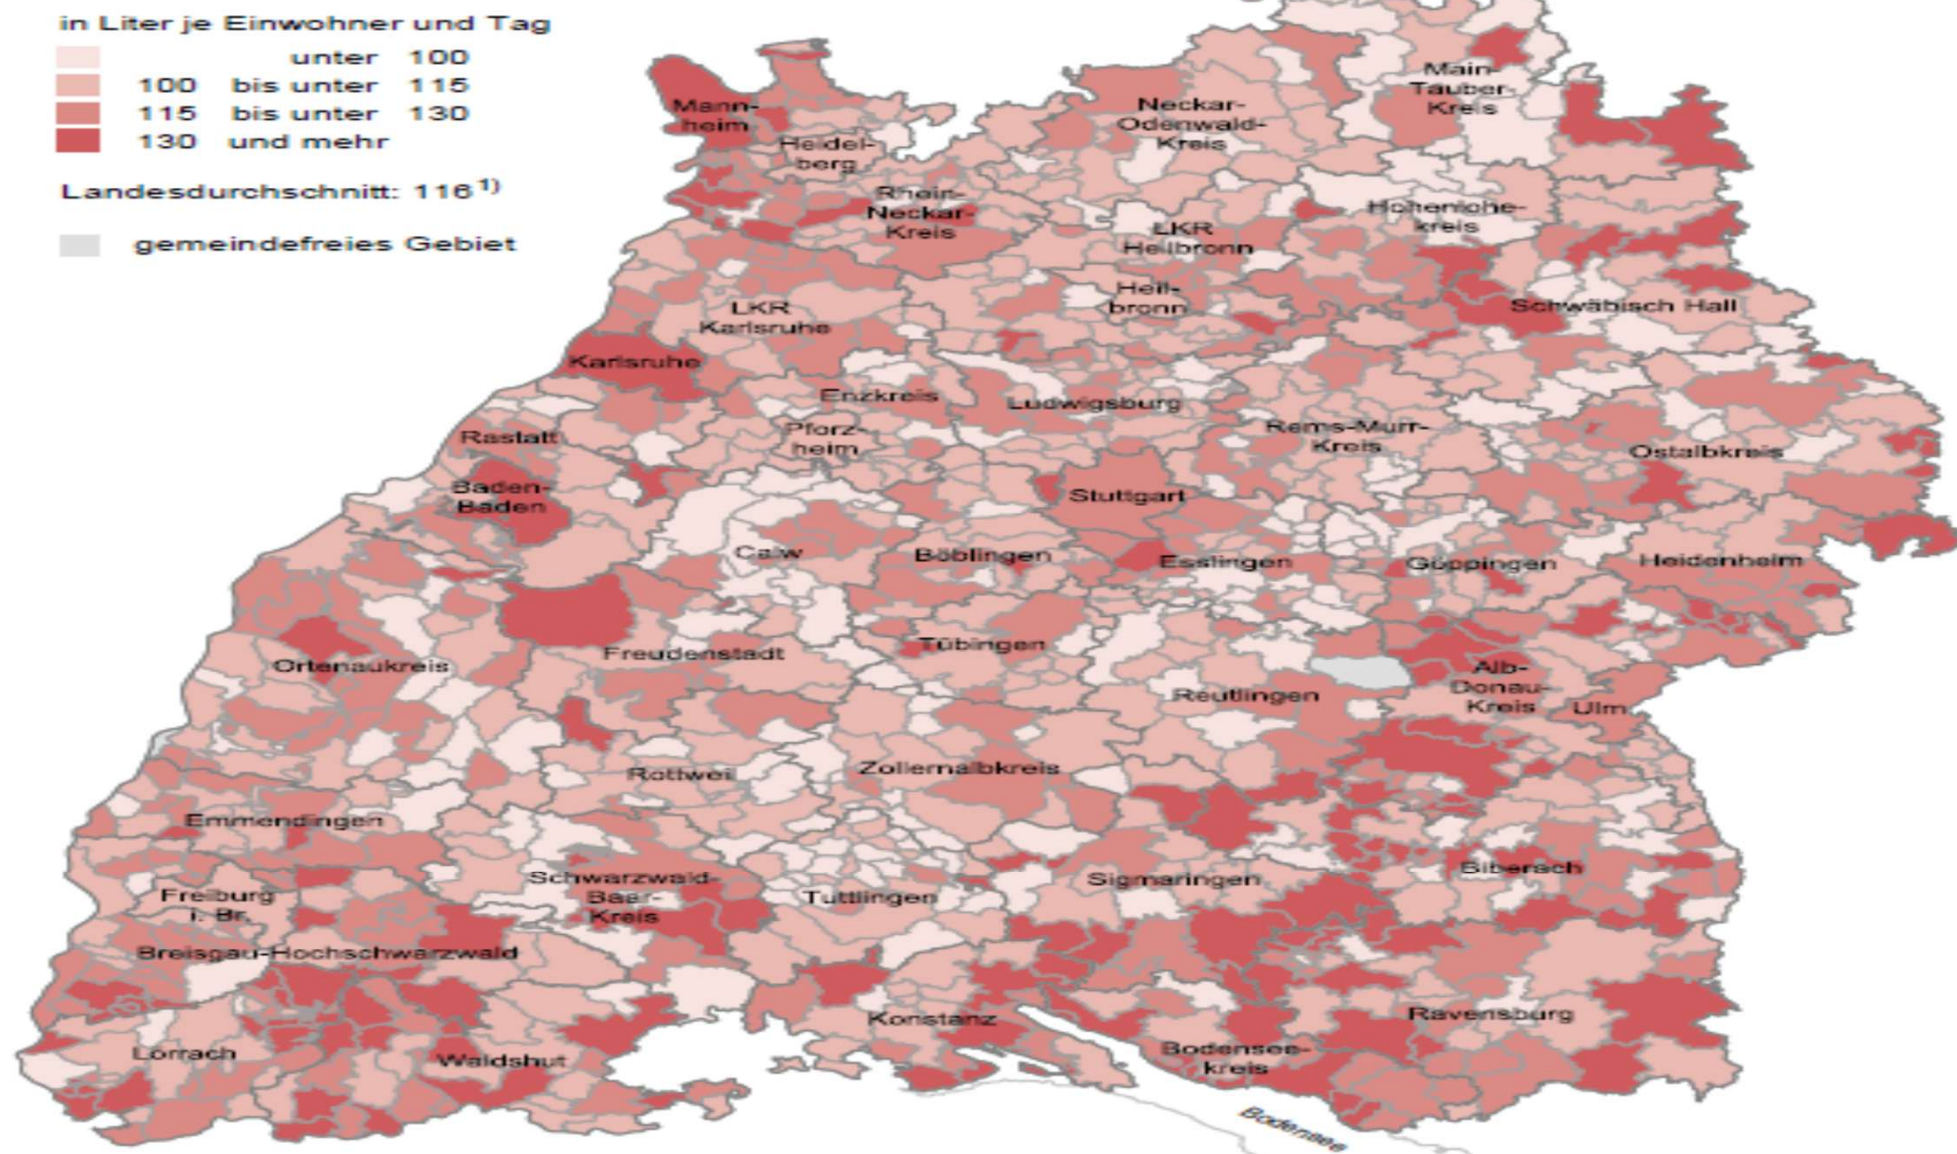 in Liter je Einwohner und Tag
unter 100
100 bis unter 115
115 bis unter 130
130 und mehr
Landesdurchschnitt: 116 1)
gemeindefreies Gebiet
Main-
Tauber-
Kreis
Mann-
heim
Neckar-
Odenwald-
Kreis
Heidel-
berg
Rhein-
Neckar-
Kreis
Hohenlohe-
kreis
LKR
Heilbronn
Heil-
bronn
LKR
Karlsruhe
Schwäbisch Hall
Karlsruhe
Enzkreis
Ludwigsburg
Rastatt
Pforz-
heim
Rems-Murr-
Kreis
Ostalbkreis
Baden-
Baden
Stuttgart
Calw
Böblingen
Esslingen
Göppingen
Heidenheim
Ortenaukreis
Freudenstadt
Tübingen
Reutlingen
Alb-
Donau-
Kreis
Ulm
Rottweil
Zollernalbkreis
Emmendingen
Freiburg
i. Br.
Schwarzwald-
Baar-
Kreis
Tuttlingen
Sigmaringen
Biberach
Breisgau-Hochschwarzwald
Konstanz
Ravensburg
Lörrach
Waldshut
Bodensee-
kreis
Bodensee